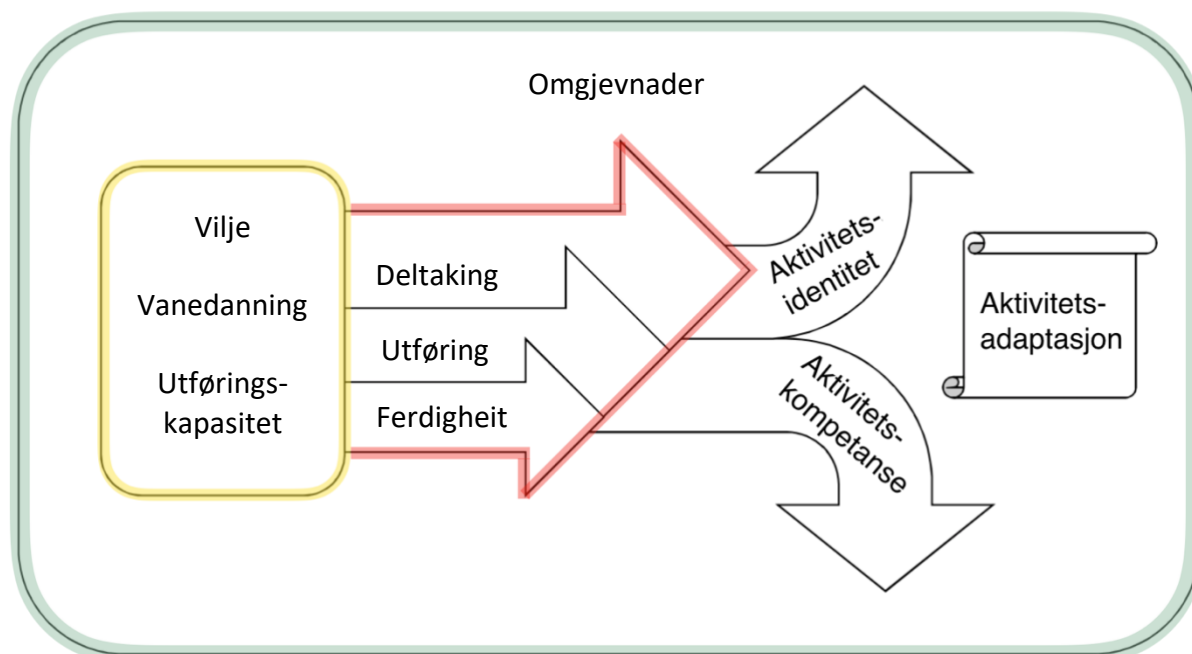 Omgjevnader
Vilje
Vanedanning
Utførings-
kapasitet
Deltaking
Utføring
Ferdigheit
Aktivitets-
identitet
Aktivitets-
kompetanse
Aktivitets-
adaptasjon